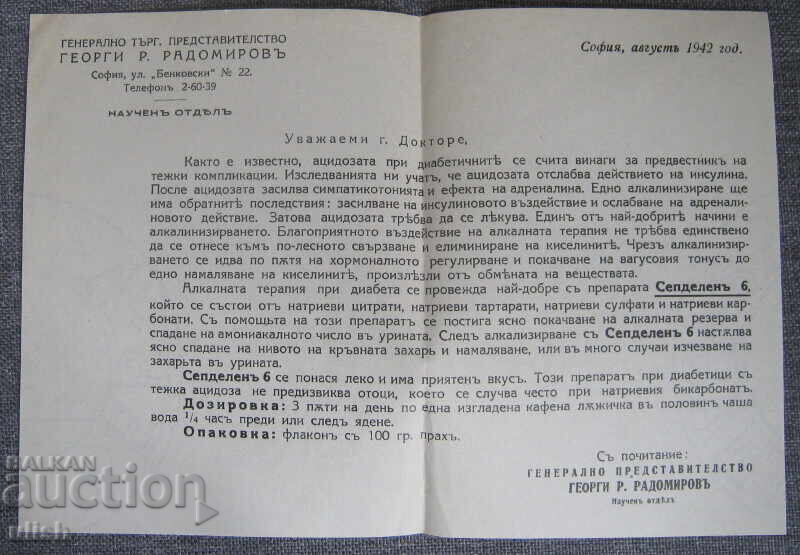 ГЕНЕРАЛНО ТЪРГ. ПРЕДСТАВИТЕЛСТВО
ГЕОРГИ Р. РАДОМИРОВЪ
София, ул. „Бенковски“ № 22.
Телефонъ 2-60-39
НАУЧЕНЪ ОТДѢЛЪ
София, августъ 1942 год.
Уважаеми г. Докторе,
Както е известно, ацидозата при диабетичнитѣ се счита винаги за предвестник на
тежки компликации. Изследванията ни учатъ, че ацидозата отслабва действието на инсулина.
После ацидозата засилва симпатикотонията и ефекта на адреналина. Едно алкализиране ще
има обратнитѣ последствия: засилване на инсулиновото въздействие и ослабване на адренали-
новото действие. Затова ацидозата трѣбва да се лѣкува. Единъ от най-добритѣ начини е
алкализирването. Благоприятното въздействие на алкалната терапия не трѣбва единствено
да се отнесе къмъ по-лесното свързване и елиминиране на киселинитѣ. Чрезъ алкализир-
ването се идва по пѫтя на хормоналното регулирване и покачване на вагусовия тонусъ до
едно намаляване на киселинитѣ, произлѣзли отъ обмѣната на веществата.
Алкалната терапия при диабета се провежда най-добре съ препарата Сепделенъ 6,
който се състои отъ натриеви цитрати, натриеви тартарати, натриеви сулфати и натриеви кар-
бонати. Съ помощьта на този препаратъ се постига ясно покачване на алкалната резерва и
спадане на амониакалното число въ урината. Следъ алкализирване съ Сепделенъ 6 настѫпва
ясно спадане на нивото на кръвната захарь и намаляване, или въ много случаи изчезване на
захарьта въ урината.
Сепделенъ 6 се понася леко и има приятенъ вкусъ. Този препаратъ при диабетици съ
тежка ацидоза не предизвиква отоци, което се случва често при натриевия бикарбонатъ.
Дозировка: 3 пѫти на день по една изгладена кафена лѫжичка въ половинъ чаша
вода ¼ часъ преди или следъ ядене.
Опаковка: флаконъ съ 100 гр. прахъ.
Съ почитание:
ГЕНЕРАЛНО ПРЕДСТАВИТЕЛСТВО
ГЕОРГИ Р. РАДОМИРОВЪ
Наученъ отдѣлъ
BALKAN
auction
ulish